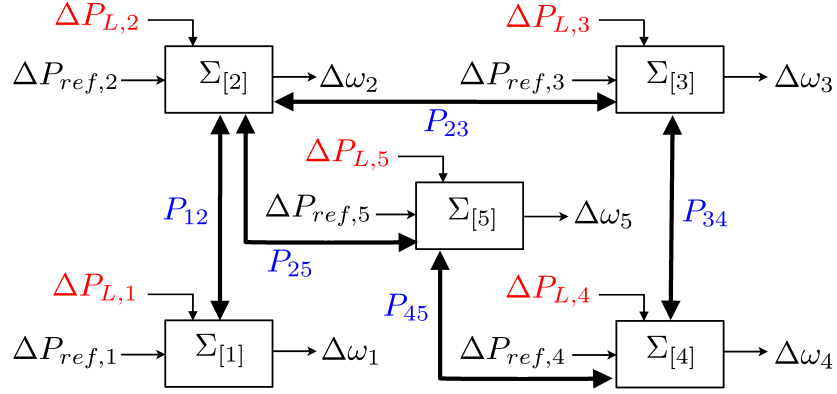 ΔP_{L,2}
ΔP_{L,3}
ΔP_{ref,2} Σ_{[2]} Δω_2 ΔP_{ref,3} Σ_{[3]} Δω_3
P_{23}
ΔP_{L,5}
P_{12} ΔP_{ref,5} Σ_{[5]} Δω_5 P_{34}
P_{25}
ΔP_{L,1} P_{45} ΔP_{L,4}
ΔP_{ref,1} Σ_{[1]} Δω_1 ΔP_{ref,4} Σ_{[4]} Δω_4